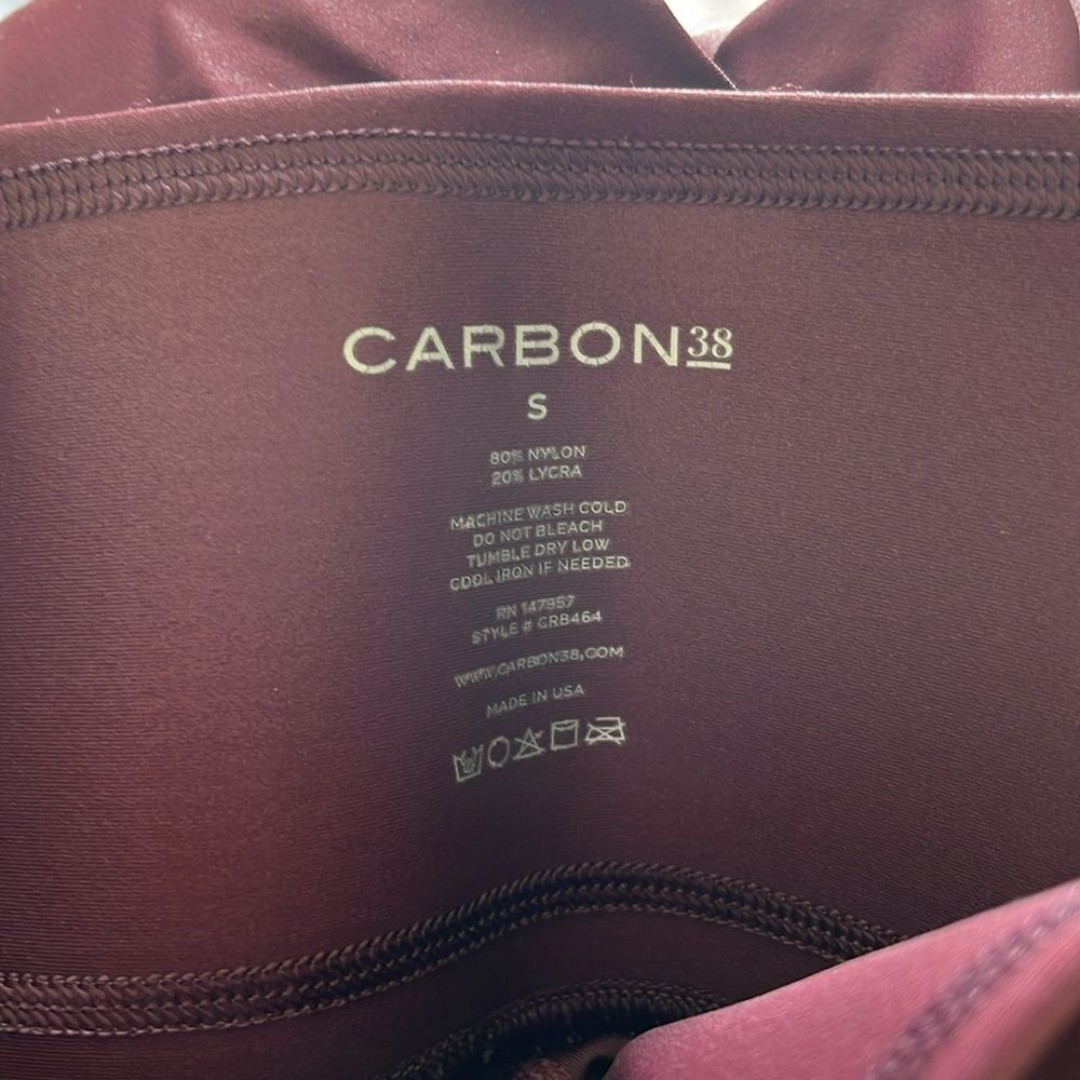 CARBON38
S
80% NYLON
20% LYCRA
MACHINE WASH COLD
DO NOT BLEACH
TUMBLE DRY LOW
COOL IRON IF NEEDED
RN 147957
STYLE # CRB464
WWW.CARBON38.COM
MADE IN USA